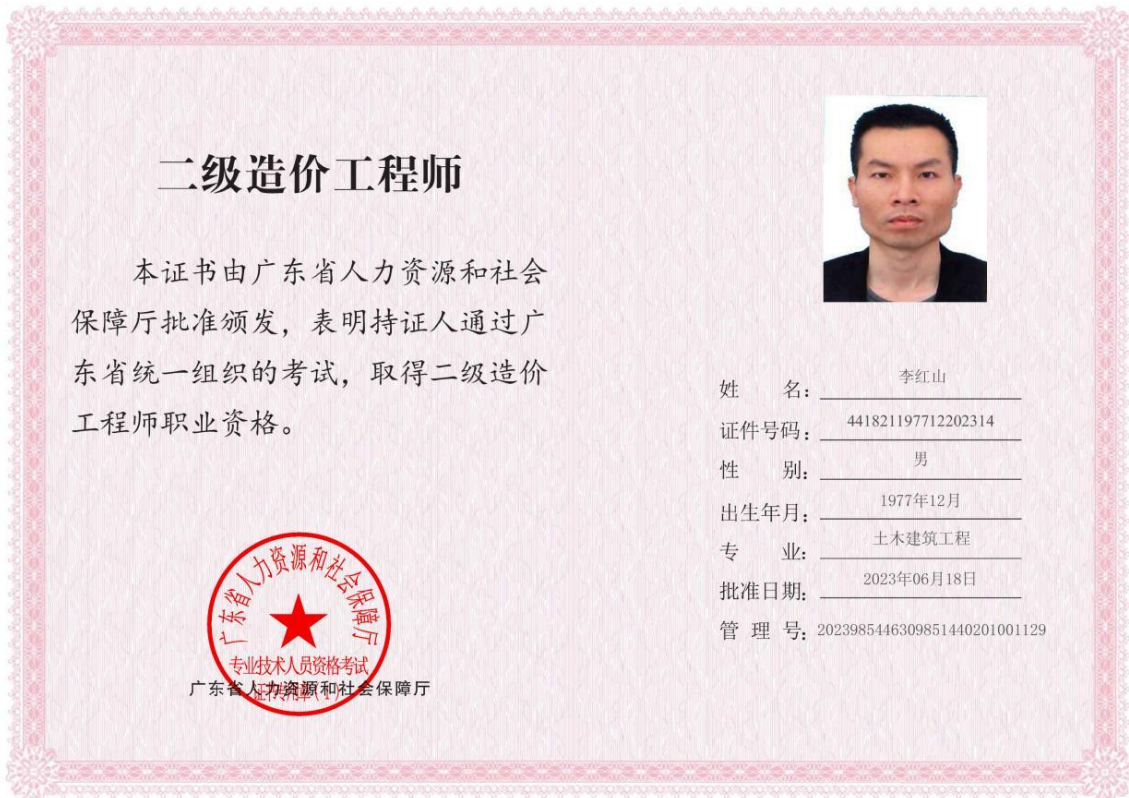 二级造价工程师
本证书由广东省人力资源和社会
保障厅批准颁发，表明持证人通过广
东省统一组织的考试，取得二级造价
工程师职业资格。
广东省人力资源和社会保障厅
专业技术人员资格考试
证书专用章（1）
广东省人力资源和社会保障厅
姓 名：李红山
证件号码：441821197712202314
性 别：男
出生年月：1977年12月
专 业：土木建筑工程
批准日期：2023年06月18日
管 理 号：2023985446309851440201001129